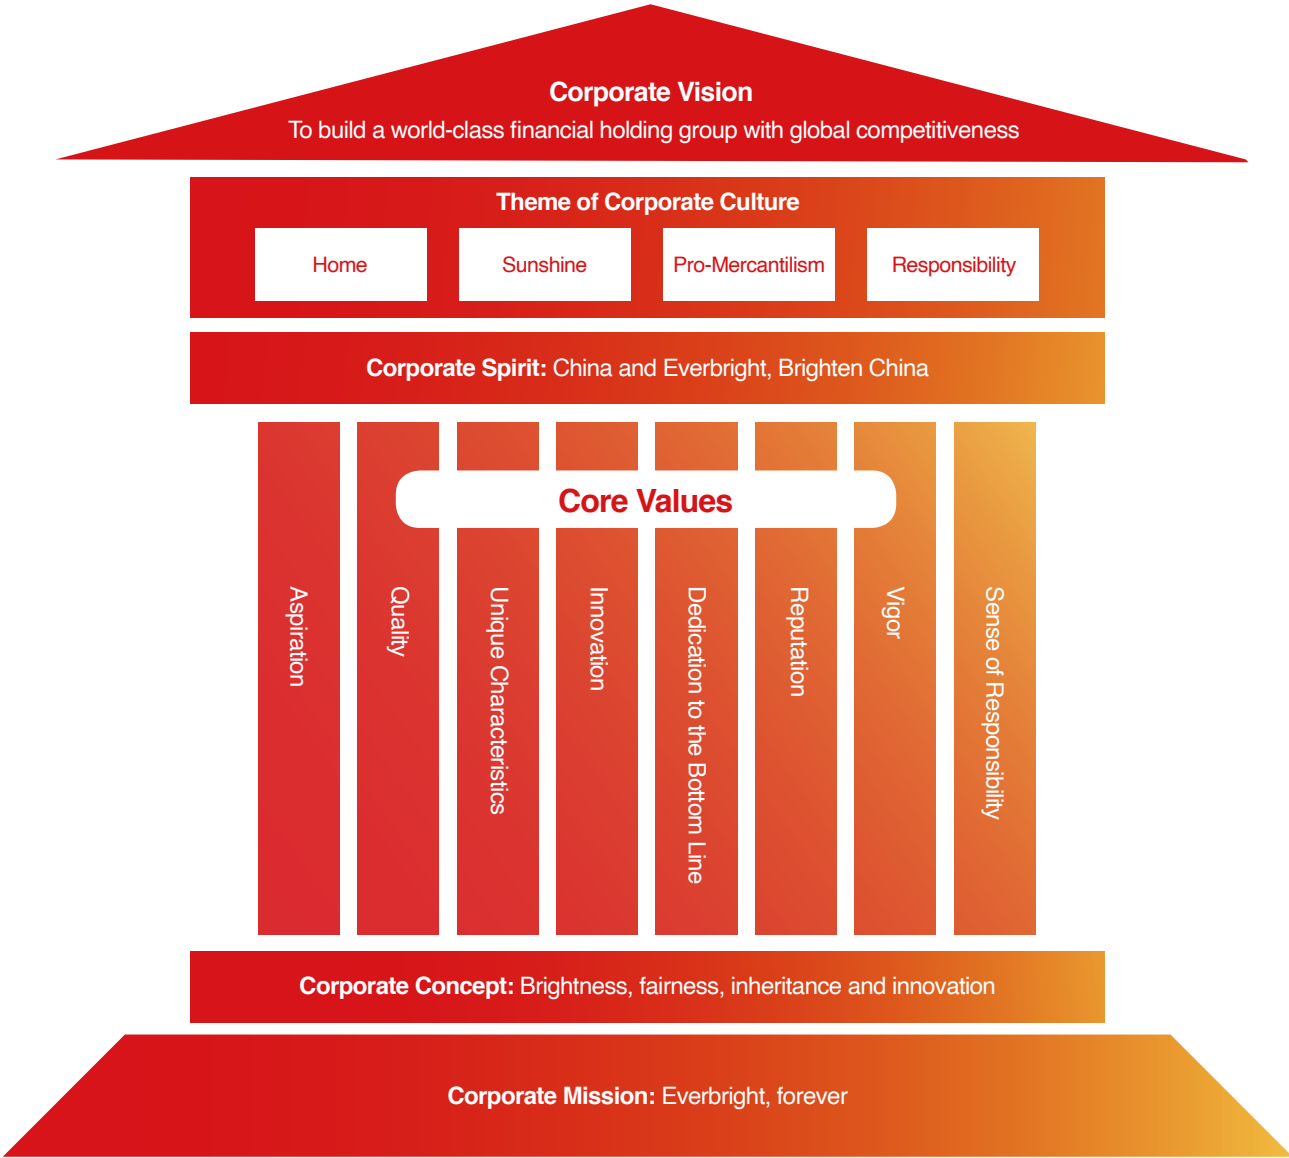 Corporate Vision
To build a world-class financial holding group with global competitiveness
Theme of Corporate Culture
Home
Sunshine
Pro-Mercantilism
Responsibility
Corporate Spirit: China and Everbright, Brighten China
Core Values
Aspiration
Quality
Unique Characteristics
Innovation
Dedication to the Bottom Line
Reputation
Vigor
Sense of Responsibility
Corporate Concept: Brightness, fairness, inheritance and innovation
Corporate Mission: Everbright, forever